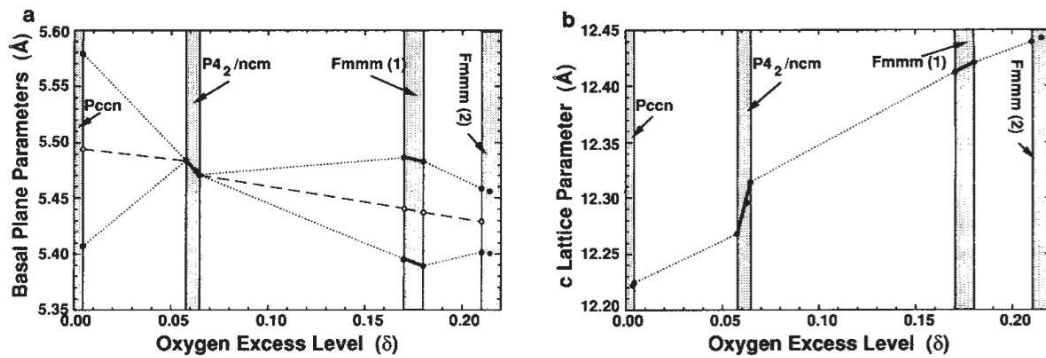 a
5.60
5.55
5.50
5.45
5.40
5.35
Basal Plane Parameters (Å)
Pccn
P4₂/ncm
Fmmm (1)
Fmmm (2)
0.00
0.05
0.10
0.15
0.20
Oxygen Excess Level (δ)
b
12.45
12.40
12.35
12.30
12.25
12.20
c Lattice Parameter (Å)
Pccn
P4₂/ncm
Fmmm (1)
Fmmm (2)
0.00
0.05
0.10
0.15
0.20
Oxygen Excess Level (δ)